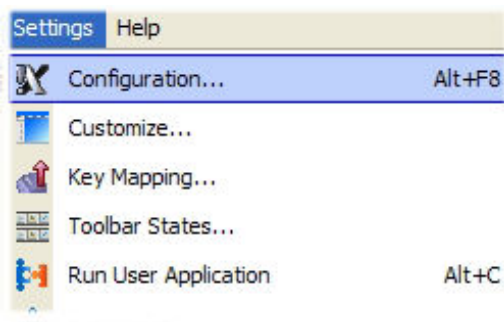 Settings Help
Configuration... Alt+F8
Customize...
Key Mapping...
Toolbar States...
Run User Application Alt+C